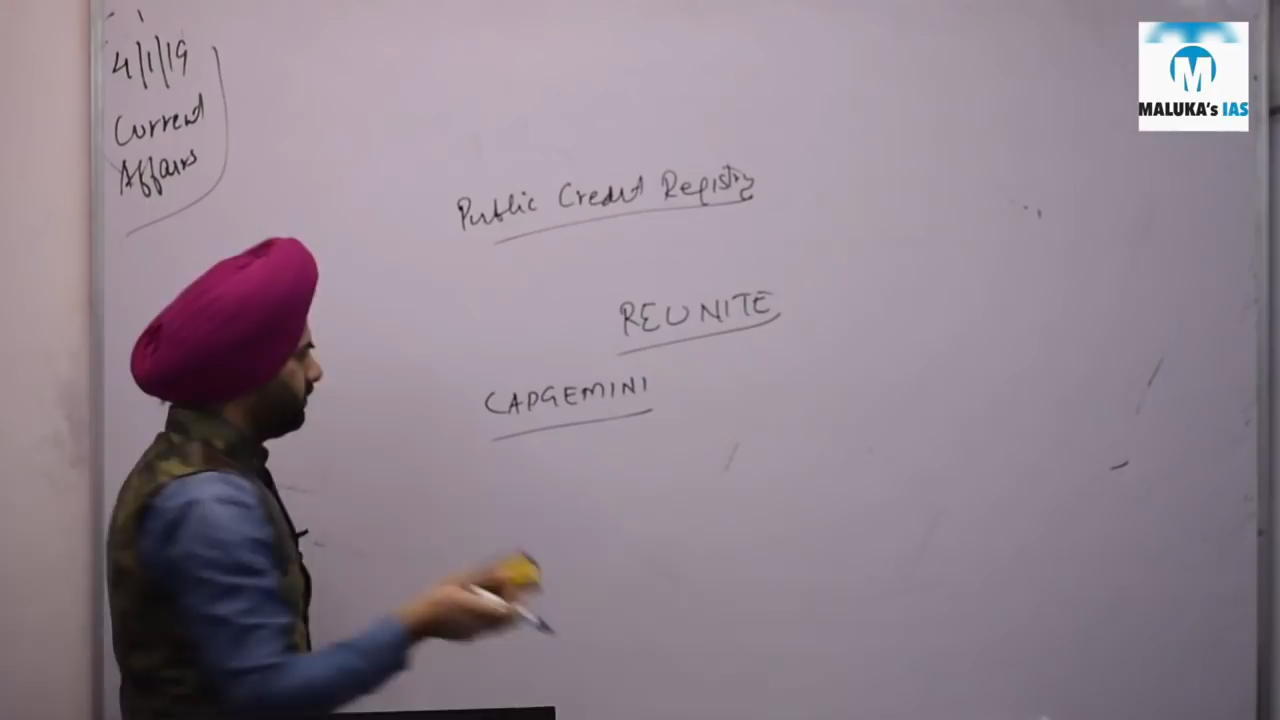 4/1/19
Current
Affairs
Public Credit Registry
REUNITE
CAPGEMINI
M
MALUKA's IAS